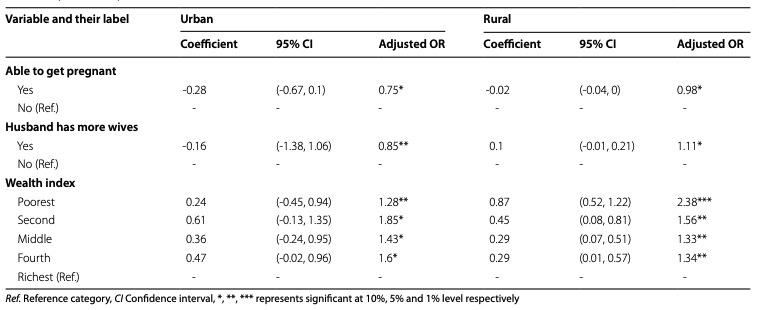 Variable and their label Urban Rural
Coefficient 95% CI Adjusted OR Coefficient 95% CI Adjusted OR
Able to get pregnant
Yes -0.28 (-0.67, 0.1) 0.75* -0.02 (-0.04, 0) 0.98*
No (Ref.) - - - - - -
Husband has more wives
Yes -0.16 (-1.38, 1.06) 0.85** 0.1 (-0.01, 0.21) 1.11*
No (Ref.) - - - - - -
Wealth index
Poorest 0.24 (-0.45, 0.94) 1.28** 0.87 (0.52, 1.22) 2.38***
Second 0.61 (-0.13, 1.35) 1.85* 0.45 (0.08, 0.81) 1.56**
Middle 0.36 (-0.24, 0.95) 1.43* 0.29 (0.07, 0.51) 1.33**
Fourth 0.47 (-0.02, 0.96) 1.6* 0.29 (0.01, 0.57) 1.34**
Richest (Ref.) - - - - - -
Ref. Reference category, CI Confidence interval, *, **, *** represents significant at 10%, 5% and 1% level respectively